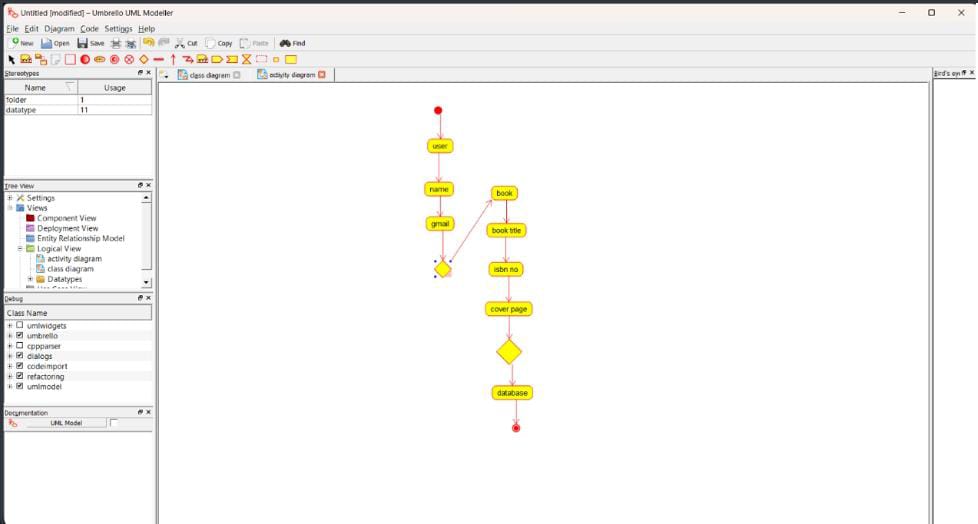 Untitled [modified] – Umbrello UML Modeller
File Edit Diagram Code Settings Help
New Open Save Cut Copy Paste Find
Stereotypes
Name Usage
folder 1
datatype 11
class diagram activity diagram
Bird's eye
Tree View
Settings
Views
Component View
Deployment View
Entity Relationship Model
Logical View
activity diagram
class diagram
Datatypes
Debug
Class Name
umlwidgets
umbrello
cppparser
dialogs
codeimport
refactoring
umlmodel
Documentation
UML Model
user
name
gmail
book
book title
isbn no
cover page
database